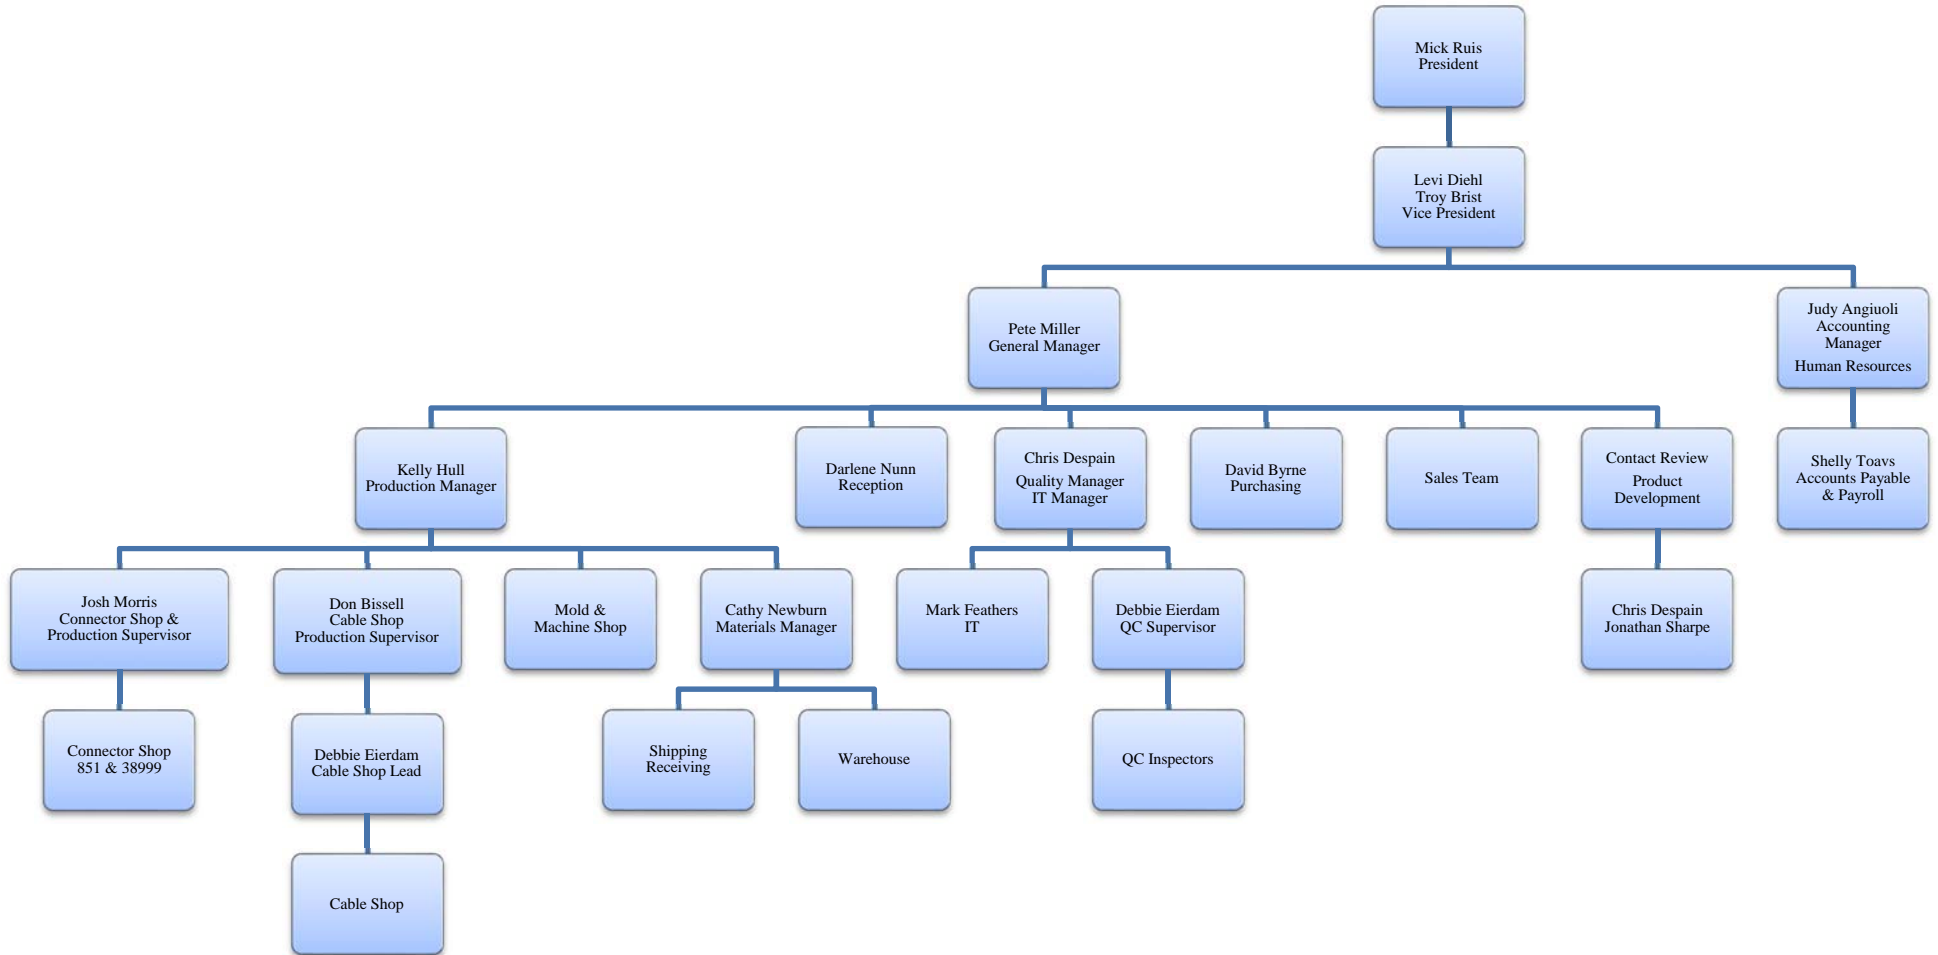 Mick Ruis
President
Levi Diehl
Troy Brist
Vice President
Pete Miller
General Manager
Judy Angiuoli
Accounting
Manager
Human Resources
Kelly Hull
Production Manager
Darlene Nunn
Reception
Chris Despain
Quality Manager
IT Manager
David Byrne
Purchasing
Sales Team
Contact Review
Product
Development
Shelly Toavs
Accounts Payable
& Payroll
Josh Morris
Connector Shop &
Production Supervisor
Don Bissell
Cable Shop
Production Supervisor
Mold &
Machine Shop
Cathy Newburn
Materials Manager
Mark Feathers
IT
Debbie Eierdam
QC Supervisor
Chris Despain
Jonathan Sharpe
Connector Shop
851 & 38999
Debbie Eierdam
Cable Shop Lead
Shipping
Receiving
Warehouse
QC Inspectors
Cable Shop